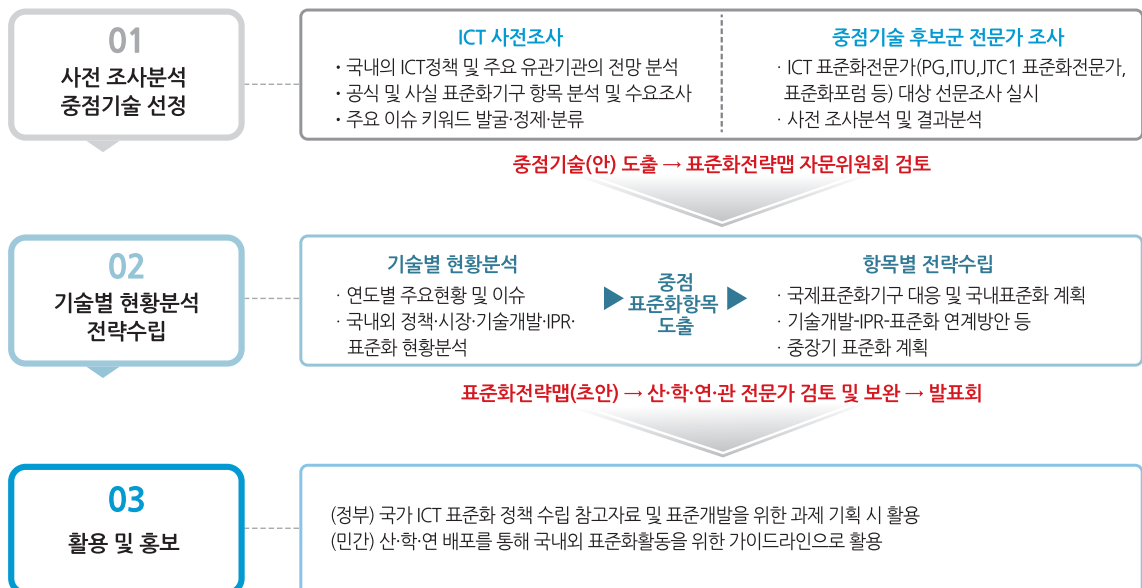 01
사전 조사분석
중점기술 선정
ICT 사전조사
• 국내의 ICT정책 및 주요 유관기관의 전망 분석
• 공식 및 사실 표준화기구 항목 분석 및 수요조사
• 주요 이슈 키워드 발굴·정제·분류
중점기술 후보군 전문가 조사
· ICT 표준화전문가(PG,ITU,JTC1 표준화전문가,
표준화포럼 등) 대상 선문조사 실시
· 사전 조사분석 및 결과분석
중점기술(안) 도출 → 표준화전략맵 자문위원회 검토
02
기술별 현황분석
전략수립
기술별 현황분석
· 연도별 주요현황 및 이슈
· 국내외 정책·시장·기술개발·IPR·
표준화 현황분석
중점
표준화항목
도출
항목별 전략수립
· 국제표준화기구 대응 및 국내표준화 계획
· 기술개발-IPR-표준화 연계방안 등
· 중장기 표준화 계획
표준화전략맵(초안) → 산·학·연·관 전문가 검토 및 보완 → 발표회
03
활용 및 홍보
(정부) 국가 ICT 표준화 정책 수립 참고자료 및 표준개발을 위한 과제 기획 시 활용
(민간) 산·학·연 배포를 통해 국내외 표준화활동을 위한 가이드라인으로 활용